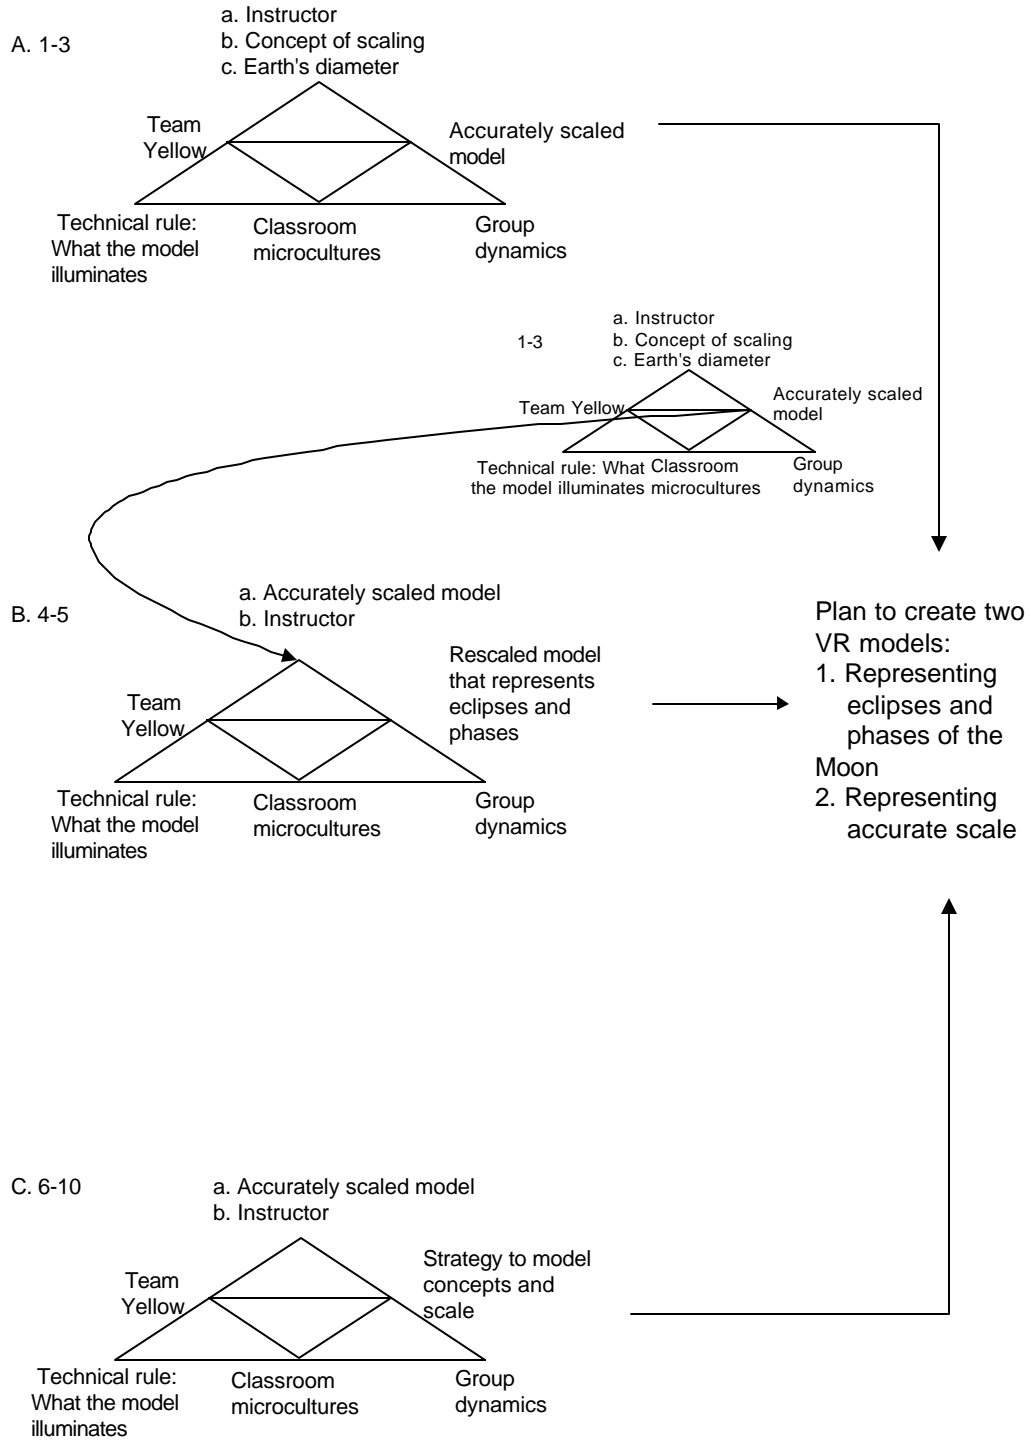 A. 1-3
a. Instructor
b. Concept of scaling
c. Earth's diameter
Team
Yellow
Accurately scaled
model
Technical rule:
What the model
illuminates
Classroom
microcultures
Group
dynamics
1-3
a. Instructor
b. Concept of scaling
c. Earth's diameter
Team Yellow
Accurately scaled
model
Technical rule: What
the model illuminates
Classroom
microcultures
Group
dynamics
B. 4-5
a. Accurately scaled model
b. Instructor
Team
Yellow
Rescaled model
that represents
eclipses and
phases
Technical rule:
What the model
illuminates
Classroom
microcultures
Group
dynamics
Plan to create two
VR models:
1. Representing
eclipses and
phases of the
Moon
2. Representing
accurate scale
C. 6-10
a. Accurately scaled model
b. Instructor
Team
Yellow
Strategy to model
concepts and
scale
Technical rule:
What the model
illuminates
Classroom
microcultures
Group
dynamics